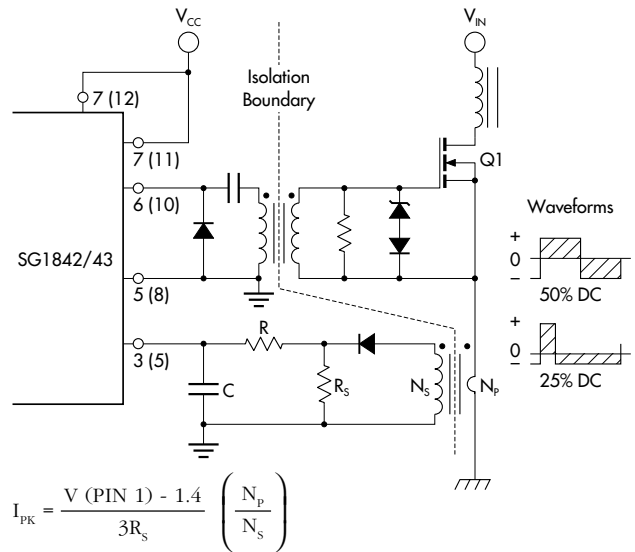 V_CC
V_IN
Isolation
Boundary
7 (12)
7 (11)
Q1
6 (10)
Waveforms
+
0
–
50% DC
SG1842/43
5 (8)
3 (5)
R
+
0
–
25% DC
C
R_S
N_S
N_P
I_PK = V (PIN 1) - 1.4 / 3R_S ( N_P / N_S )